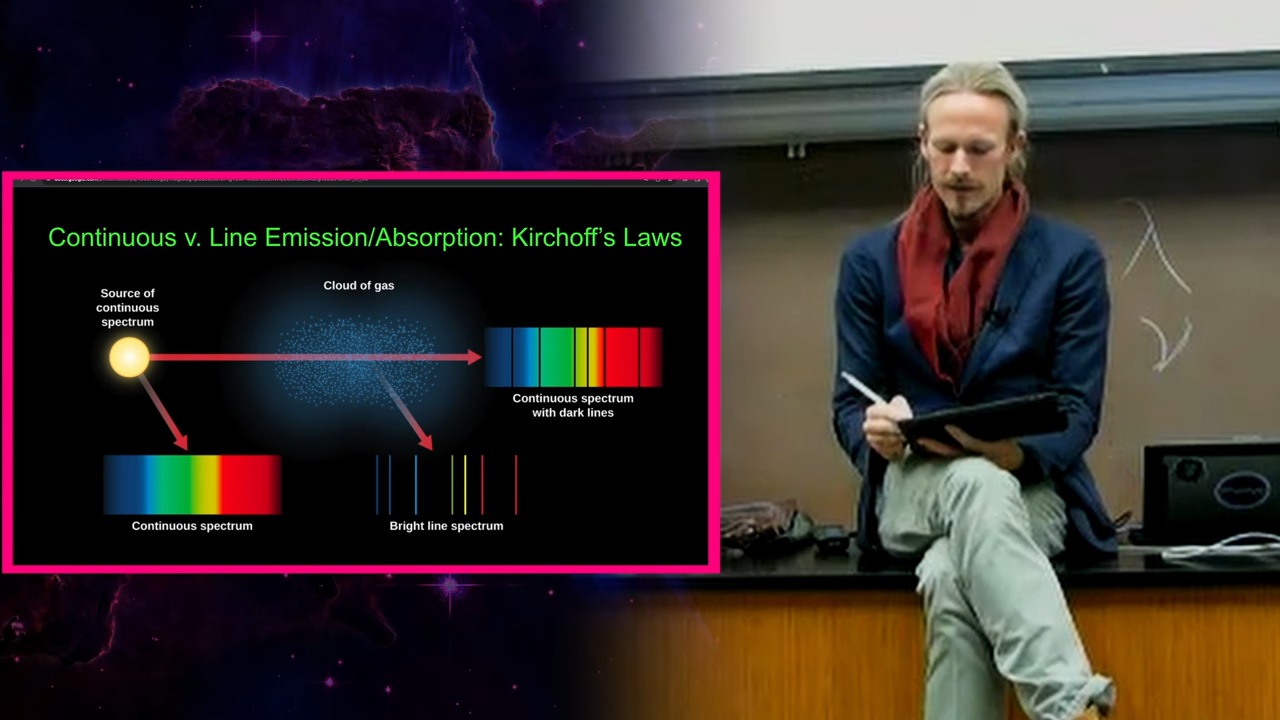 Continuous v. Line Emission/Absorption: Kirchoff's Laws
Source of
continuous
spectrum
Cloud of gas
Continuous spectrum
with dark lines
Continuous spectrum
Bright line spectrum
λ
ν